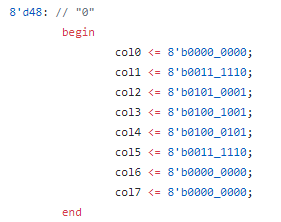 8'd48: // "0"
begin
col0 <= 8'b0000_0000;
col1 <= 8'b0011_1110;
col2 <= 8'b0101_0001;
col3 <= 8'b0100_1001;
col4 <= 8'b0100_0101;
col5 <= 8'b0011_1110;
col6 <= 8'b0000_0000;
col7 <= 8'b0000_0000;
end